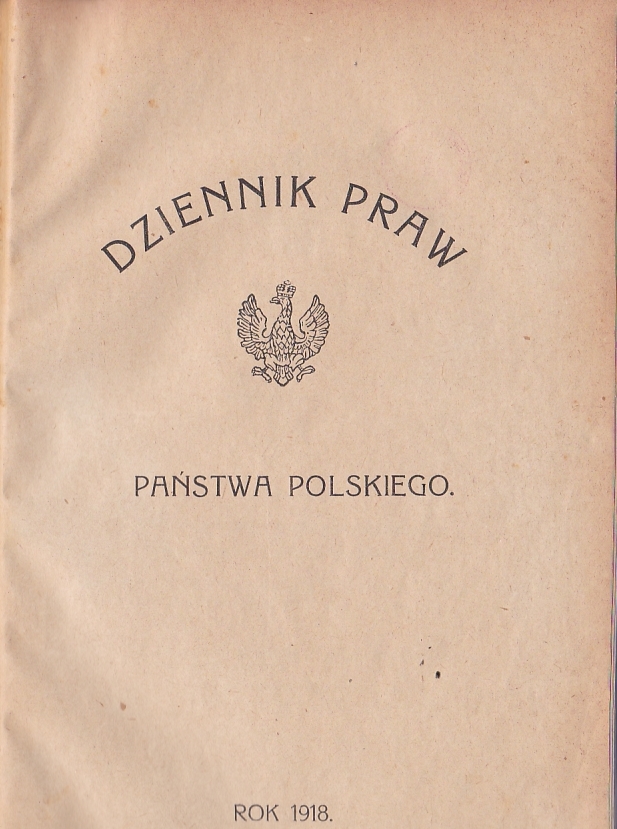 DZIENNIK PRAW
PAŃSTWA POLSKIEGO.
ROK 1918.